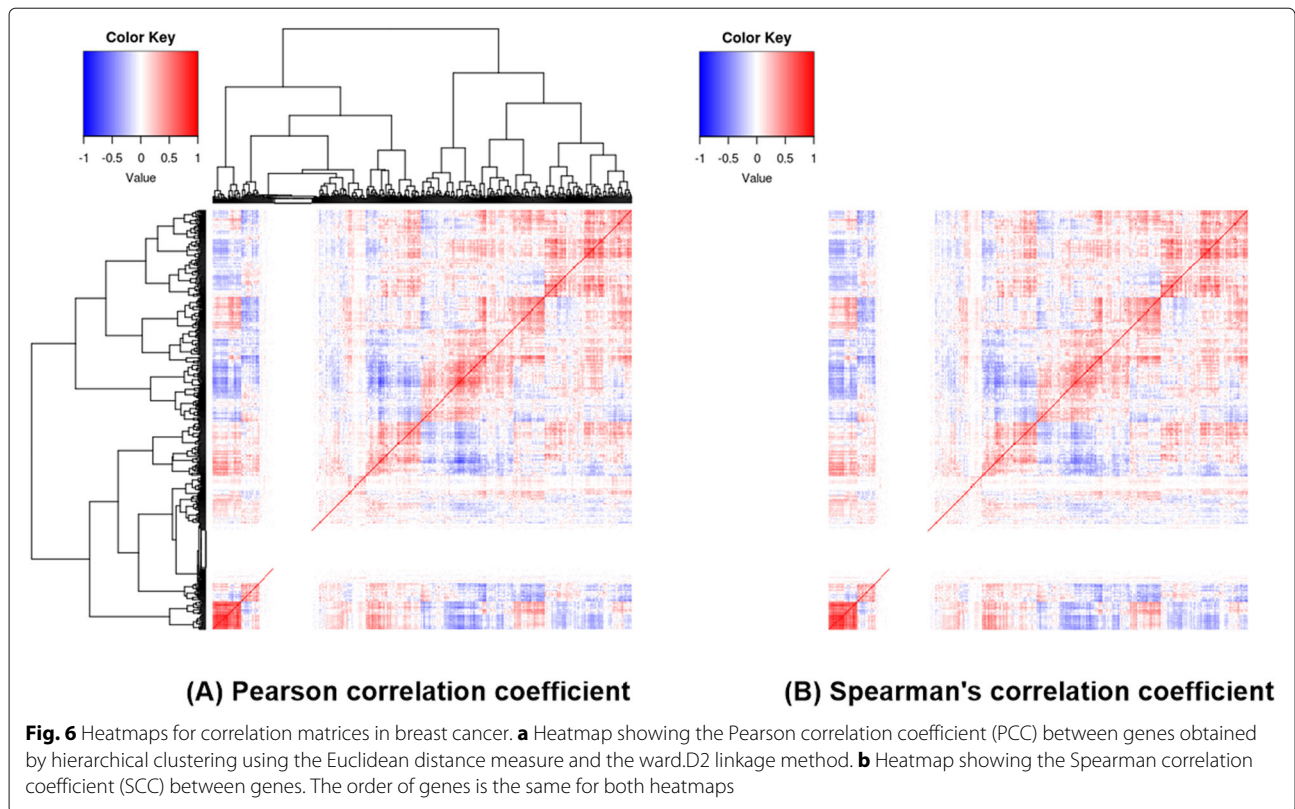 Color Key
-1 -0.5 0 0.5 1
Value
Color Key
-1 -0.5 0 0.5 1
Value
(A) Pearson correlation coefficient
(B) Spearman's correlation coefficient
Fig. 6 Heatmaps for correlation matrices in breast cancer. a Heatmap showing the Pearson correlation coefficient (PCC) between genes obtained
by hierarchical clustering using the Euclidean distance measure and the ward.D2 linkage method. b Heatmap showing the Spearman correlation
coefficient (SCC) between genes. The order of genes is the same for both heatmaps